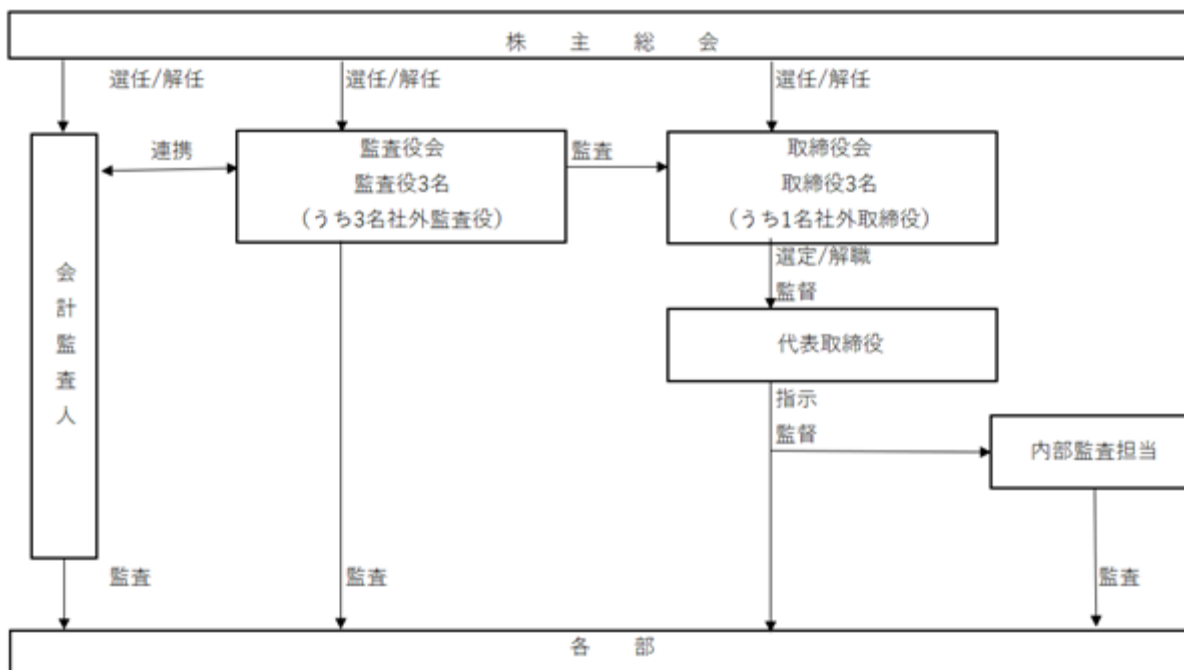 株主総会
選任/解任
選任/解任
選任/解任
連携
監査役会
監査役3名
(うち3名社外監査役)
監査
取締役会
取締役3名
(うち1名社外取締役)
会計監査人
選定/解職
監督
代表取締役
指示
監督
内部監査担当
監査
監査
監査
各部